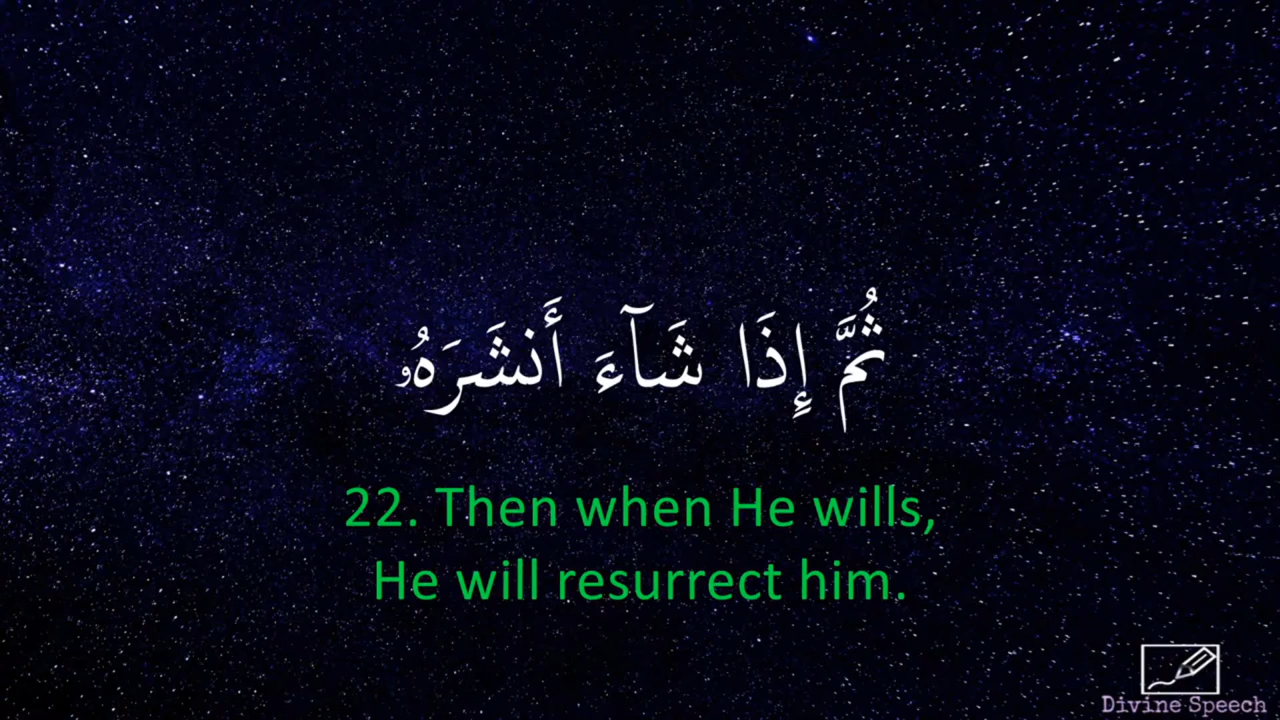 ثُمَّ إِذَا شَآءَ أَنشَرَهُۥ
22. Then when He wills,
He will resurrect him.
Divine Speech